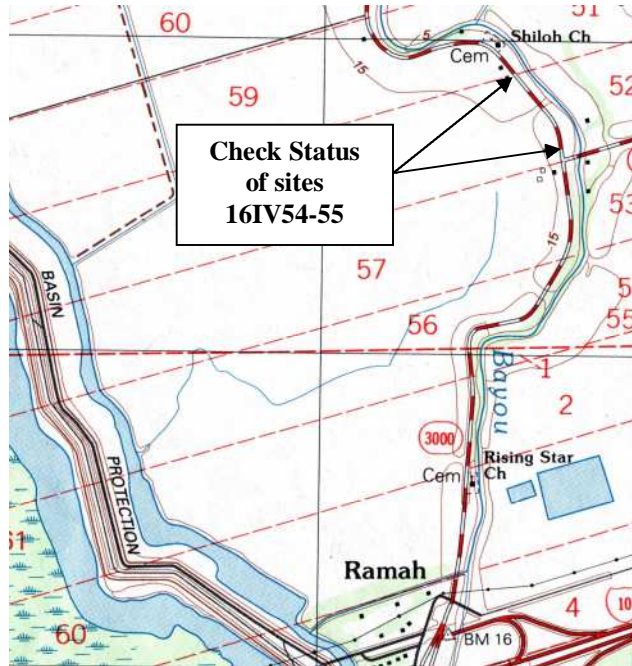 60
51
Shiloh Ch
5
Cem
15
59
52
Check Status
of sites
16IV54-55
53
15
57
BASIN
56
55
Bayou
1
2
3000
Rising Star
Ch
Cem
PROTECTION
Ramah
4
10
60
BM 16